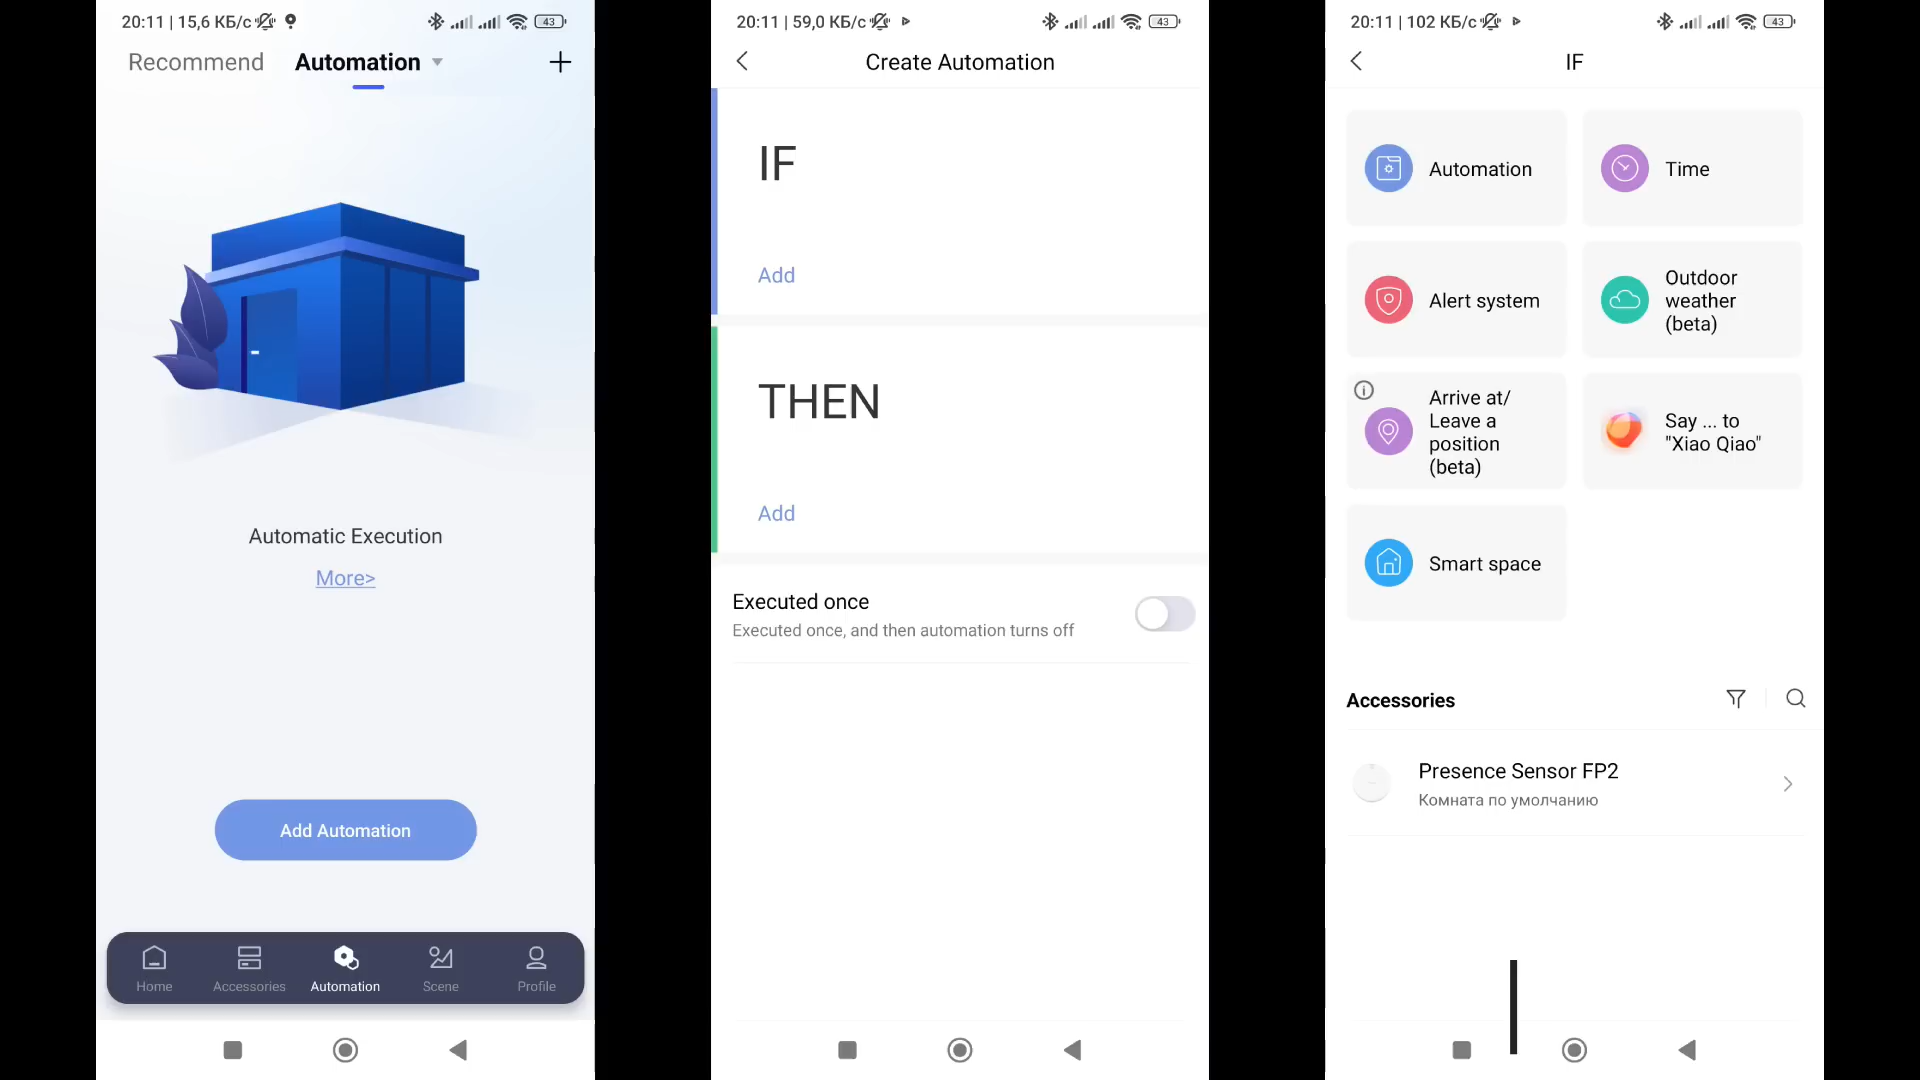 20:11 | 15,6 КБ/с
43
Recommend
Automation
+
Automatic Execution
More>
Add Automation
Home
Accessories
Automation
Scene
Profile
20:11 | 59,0 КБ/с
43
Create Automation
IF
Add
THEN
Add
Executed once
Executed once, and then automation turns off
20:11 | 102 КБ/с
43
IF
Automation
Time
Alert system
Outdoor
weather
(beta)
Arrive at/
Leave a
position
(beta)
Say ... to
"Xiao Qiao"
Smart space
Accessories
Presence Sensor FP2
Комната по умолчанию